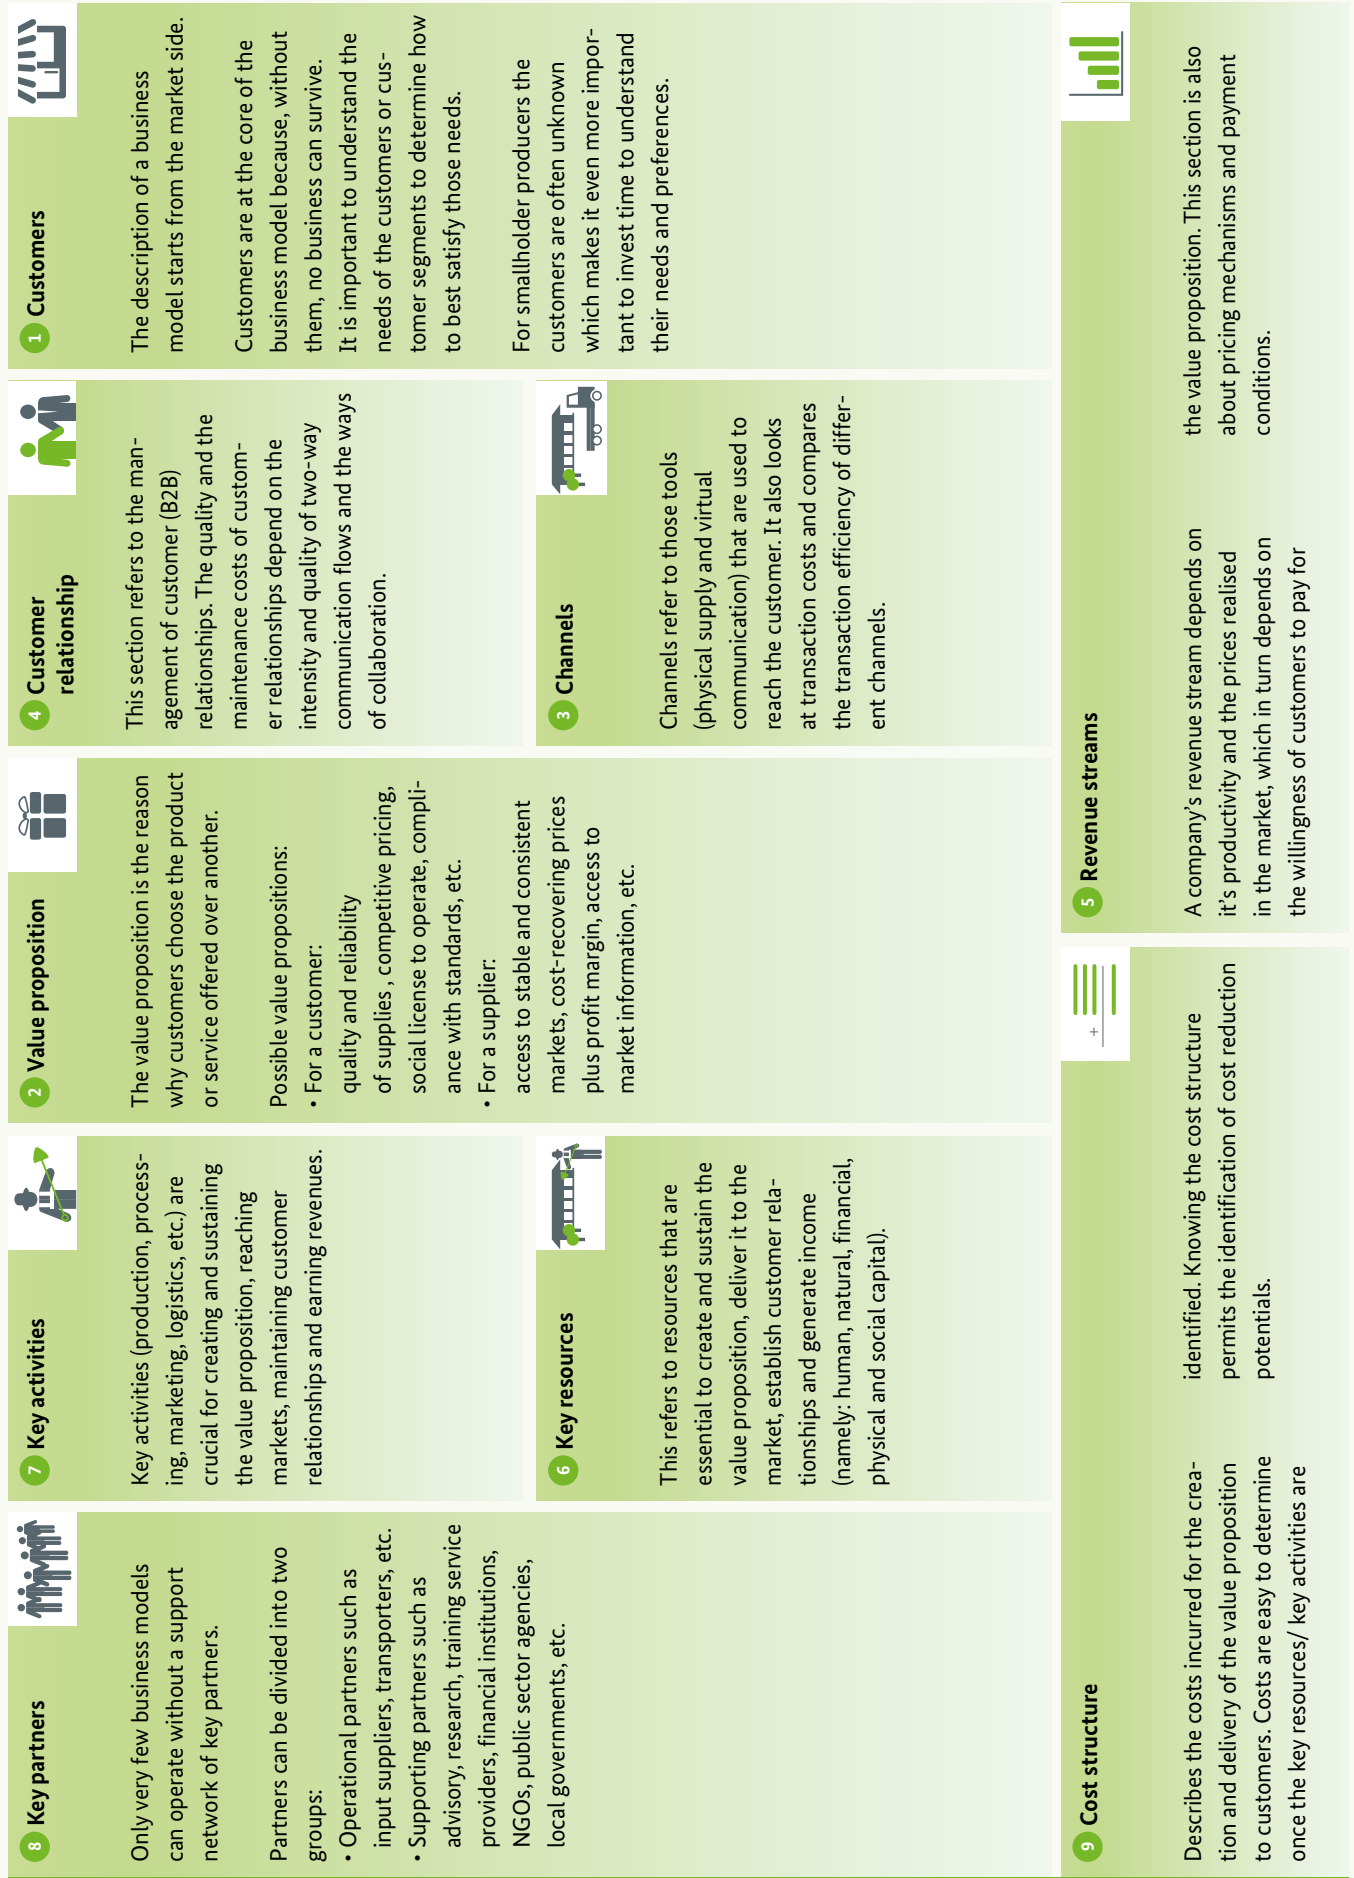 8 Key partners
Only very few business models
can operate without a support
network of key partners.
Partners can be divided into two
groups:
• Operational partners such as
input suppliers, transporters, etc.
• Supporting partners such as
advisory, research, training service
providers, financial institutions,
NGOs, public sector agencies,
local governments, etc.
7 Key activities
Key activities (production, process-
ing, marketing, logistics, etc.) are
crucial for creating and sustaining
the value proposition, reaching
markets, maintaining customer
relationships and earning revenues.
6 Key resources
This refers to resources that are
essential to create and sustain the
value proposition, deliver it to the
market, establish customer rela-
tionships and generate income
(namely: human, natural, financial,
physical and social capital).
2 Value proposition
The value proposition is the reason
why customers choose the product
or service offered over another.
Possible value propositions:
• For a customer:
quality and reliability
of supplies , competitive pricing,
social license to operate, compli-
ance with standards, etc.
• For a supplier:
access to stable and consistent
markets, cost-recovering prices
plus profit margin, access to
market information, etc.
4 Customer
relationship
This section refers to the man-
agement of customer (B2B)
relationships. The quality and the
maintenance costs of custom-
er relationships depend on the
intensity and quality of two-way
communication flows and the ways
of collaboration.
3 Channels
Channels refer to those tools
(physical supply and virtual
communication) that are used to
reach the customer. It also looks
at transaction costs and compares
the transaction efficiency of differ-
ent channels.
1 Customers
The description of a business
model starts from the market side.
Customers are at the core of the
business model because, without
them, no business can survive.
It is important to understand the
needs of the customers or cus-
tomer segments to determine how
to best satisfy those needs.
For smallholder producers the
customers are often unknown
which makes it even more impor-
tant to invest time to understand
their needs and preferences.
9 Cost structure
Describes the costs incurred for the crea-
tion and delivery of the value proposition
to customers. Costs are easy to determine
once the key resources/ key activities are
identified. Knowing the cost structure
permits the identification of cost reduction
potentials.
+
5 Revenue streams
A company’s revenue stream depends on
it’s productivity and the prices realised
in the market, which in turn depends on
the willingness of customers to pay for
the value proposition. This section is also
about pricing mechanisms and payment
conditions.